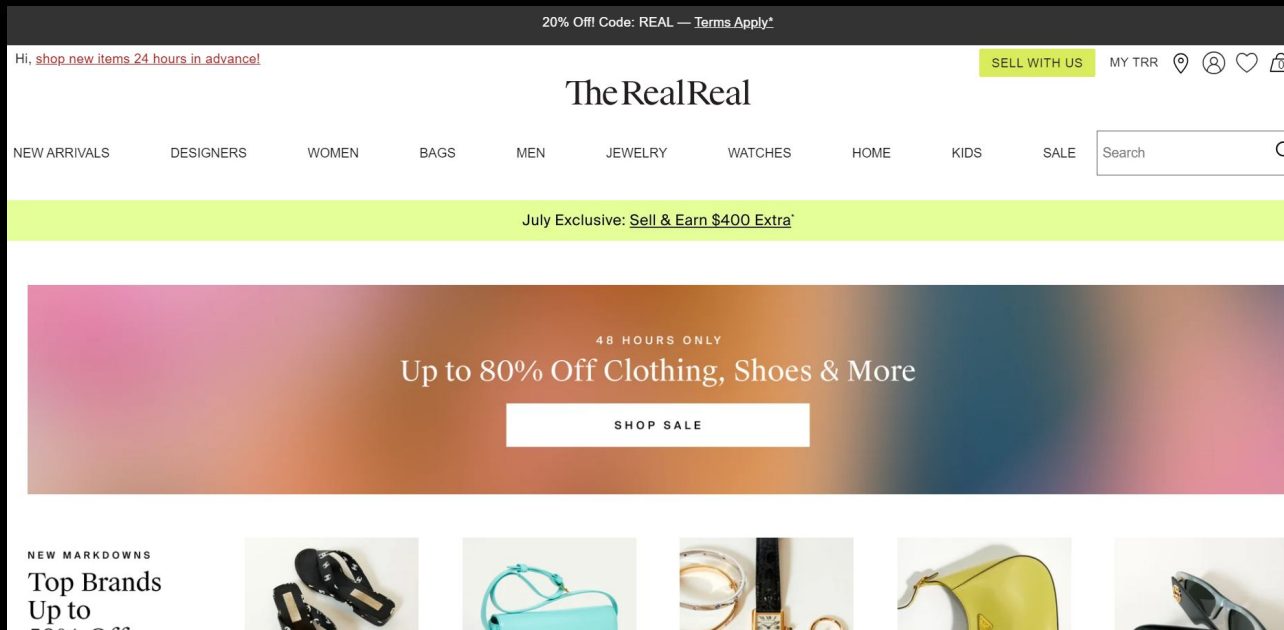 20% Off! Code: REAL — Terms Apply*
Hi, shop new items 24 hours in advance!
SELL WITH US
MY TRR
0
TheRealReal
NEW ARRIVALS
DESIGNERS
WOMEN
BAGS
MEN
JEWELRY
WATCHES
HOME
KIDS
SALE
Search
July Exclusive: Sell & Earn $400 Extra*
48 HOURS ONLY
Up to 80% Off Clothing, Shoes & More
SHOP SALE
NEW MARKDOWNS
Top Brands
Up to